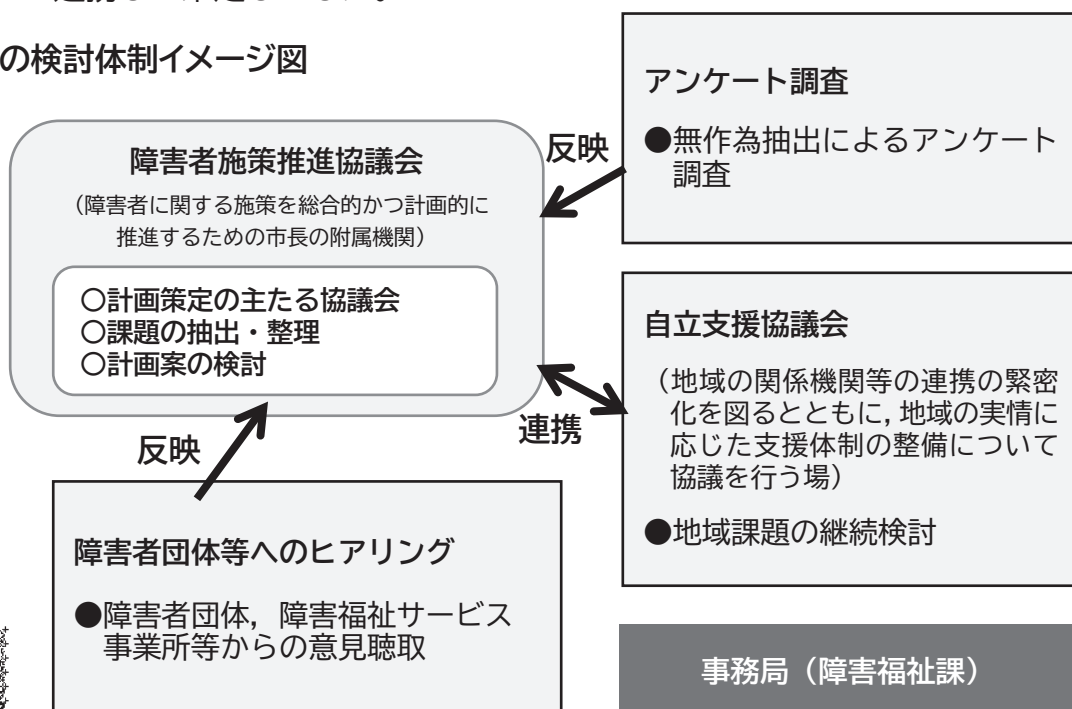 の検討体制イメージ図
障害者施策推進協議会
（障害者に関する施策を総合的かつ計画的に
推進するための市長の附属機関）
〇計画策定の主たる協議会
〇課題の抽出・整理
〇計画案の検討
反映
アンケート調査
●無作為抽出によるアンケート
調査
自立支援協議会
（地域の関係機関等の連携の緊密
化を図るとともに，地域の実情に
応じた支援体制の整備について
協議を行う場）
●地域課題の継続検討
連携
反映
障害者団体等へのヒアリング
●障害者団体，障害福祉サービス
事業所等からの意見聴取
事務局（障害福祉課）